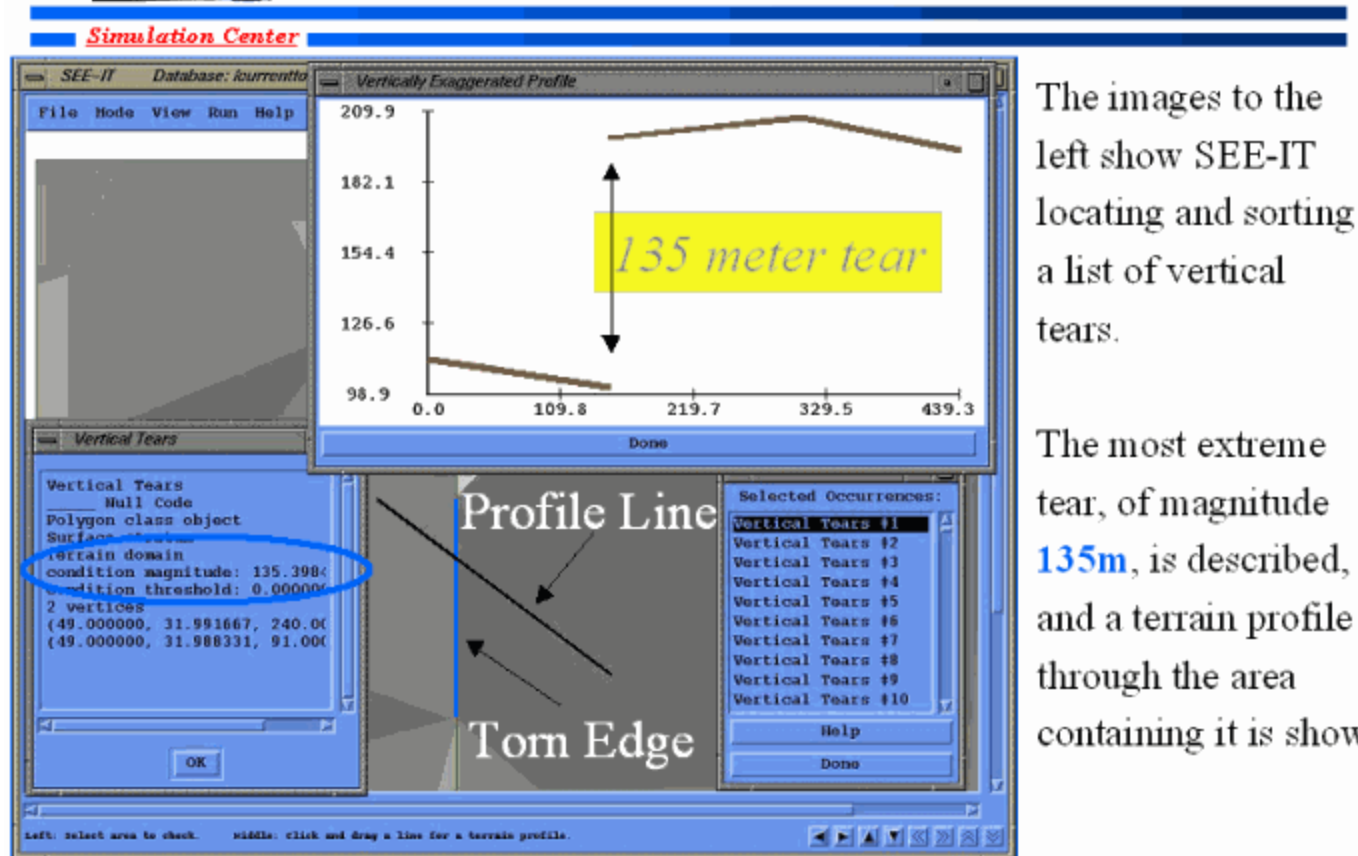 Simulation Center
SEE-IT Database: /currentto
File Mode View Run Help
Vertically Exaggerated Profile
209.9
182.1
154.4
126.6
98.9
0.0 109.8 219.7 329.5 439.3
135 meter tear
Done
Vertical Tears
Vertical Tears
_____ Null Code
Polygon class object
Surface
Terrain domain
condition magnitude: 135.398
condition threshold: 0.000000
2 vertices
(49.000000, 31.991667, 240.00
(49.000000, 31.988331, 91.000
OK
Profile Line
Torn Edge
Selected Occurrences:
Vertical Tears #1
Vertical Tears #2
Vertical Tears #3
Vertical Tears #4
Vertical Tears #5
Vertical Tears #6
Vertical Tears #7
Vertical Tears #8
Vertical Tears #9
Vertical Tears #10
Help
Done
Left: Select area to check. Middle: Click and drag a line for a terrain profile.
The images to the
left show SEE-IT
locating and sorting
a list of vertical
tears.
The most extreme
tear, of magnitude
135m, is described,
and a terrain profile
through the area
containing it is show